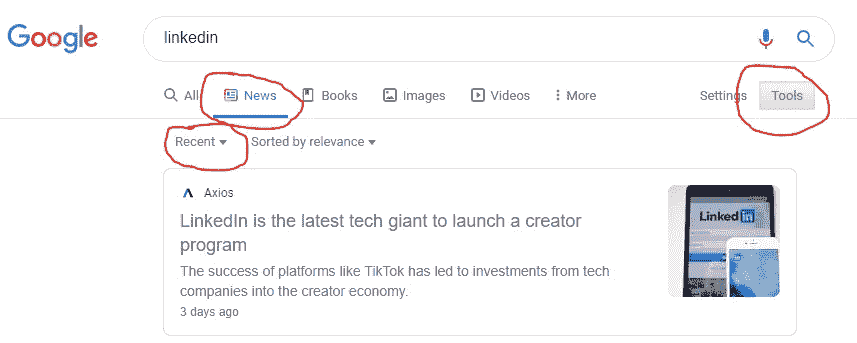 Google
linkedin
All News Books Images Videos More Settings Tools
Recent Sorted by relevance
Axios
LinkedIn is the latest tech giant to launch a creator
program
The success of platforms like TikTok has led to investments from tech
companies into the creator economy.
3 days ago
Linked in